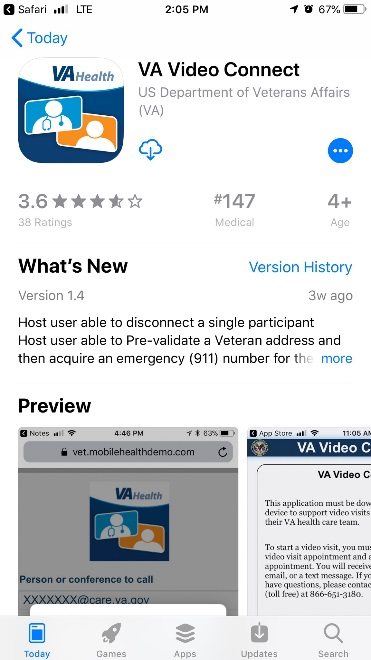 Safari LTE 2:05 PM 67%
Today
VA Health
VA Video Connect
US Department of Veterans Affairs
(VA)
3.6
#147
4+
38 Ratings
Medical
Age
What's New
Version History
Version 1.4
3w ago
Host user able to disconnect a single participant
Host user able to Pre-validate a Veteran address and
then acquire an emergency (911) number for the more
Preview
Notes 4:46 PM 63%
vet.mobilehealthdemo.com
VA Health
Person or conference to call
XXXXXXX@care.va.gov
App Store 11:05 AM
VA Video C
VA Video C
This application must be dow
device to support video visits
their VA health care team.
To start a video visit, you mus
video visit appointment and a
appointment. You will receive
email, or a text message. If yo
have questions, please contac
(toll free) at 866-651-3180.
Today
Games
Apps
Updates
Search